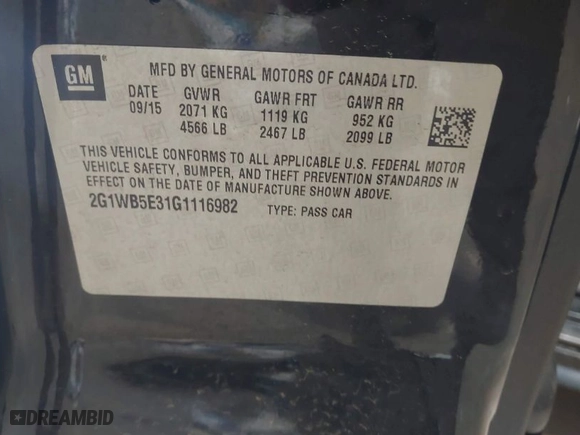 GM
MFD BY GENERAL MOTORS OF CANADA LTD.
DATE GVWR GAWR FRT GAWR RR
09/15 2071 KG 1119 KG 952 KG
4566 LB 2467 LB 2099 LB
THIS VEHICLE CONFORMS TO ALL APPLICABLE U.S. FEDERAL MOTOR
VEHICLE SAFETY, BUMPER, AND THEFT PREVENTION STANDARDS IN
EFFECT ON THE DATE OF MANUFACTURE SHOWN ABOVE.
2G1WB5E31G1116982 TYPE: PASS CAR
DREAMBID